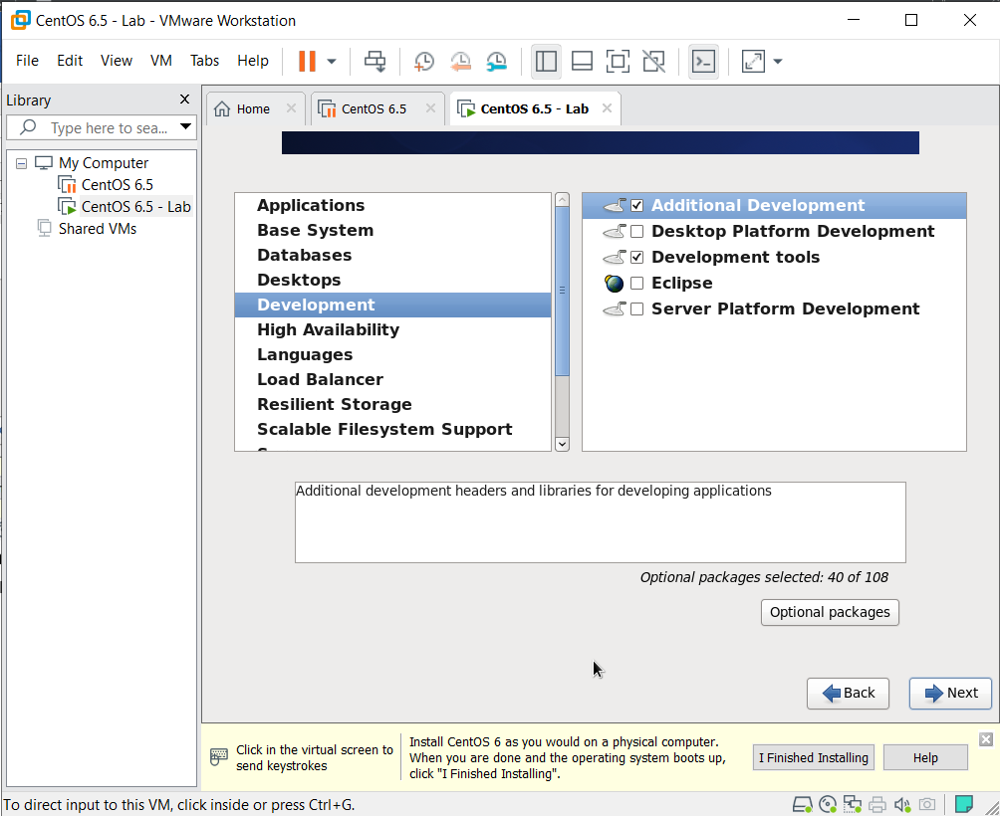 CentOS 6.5 - Lab - VMware Workstation
File Edit View VM Tabs Help
Library
Home
CentOS 6.5
CentOS 6.5 - Lab
Type here to sea...
My Computer
CentOS 6.5
CentOS 6.5 - Lab
Shared VMs
Applications
Base System
Databases
Desktops
Development
High Availability
Languages
Load Balancer
Resilient Storage
Scalable Filesystem Support
Additional Development
Desktop Platform Development
Development tools
Eclipse
Server Platform Development
Additional development headers and libraries for developing applications
Optional packages selected: 40 of 108
Optional packages
Back
Next
Click in the virtual screen to
send keystrokes
Install CentOS 6 as you would on a physical computer.
When you are done and the operating system boots up,
click "I Finished Installing".
I Finished Installing
Help
To direct input to this VM, click inside or press Ctrl+G.